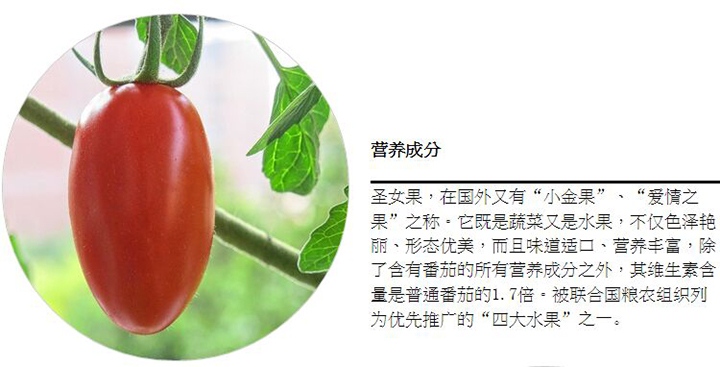 营养成分
圣女果，在国外又有“小金果”、“爱情之
果”之称。它既是蔬菜又是水果，不仅色泽艳
丽、形态优美，而且味道适口、营养丰富，除
了含有番茄的所有营养成分之外，其维生素含
量是普通番茄的1.7倍。被联合国粮农组织列
为优先推广的“四大水果”之一。